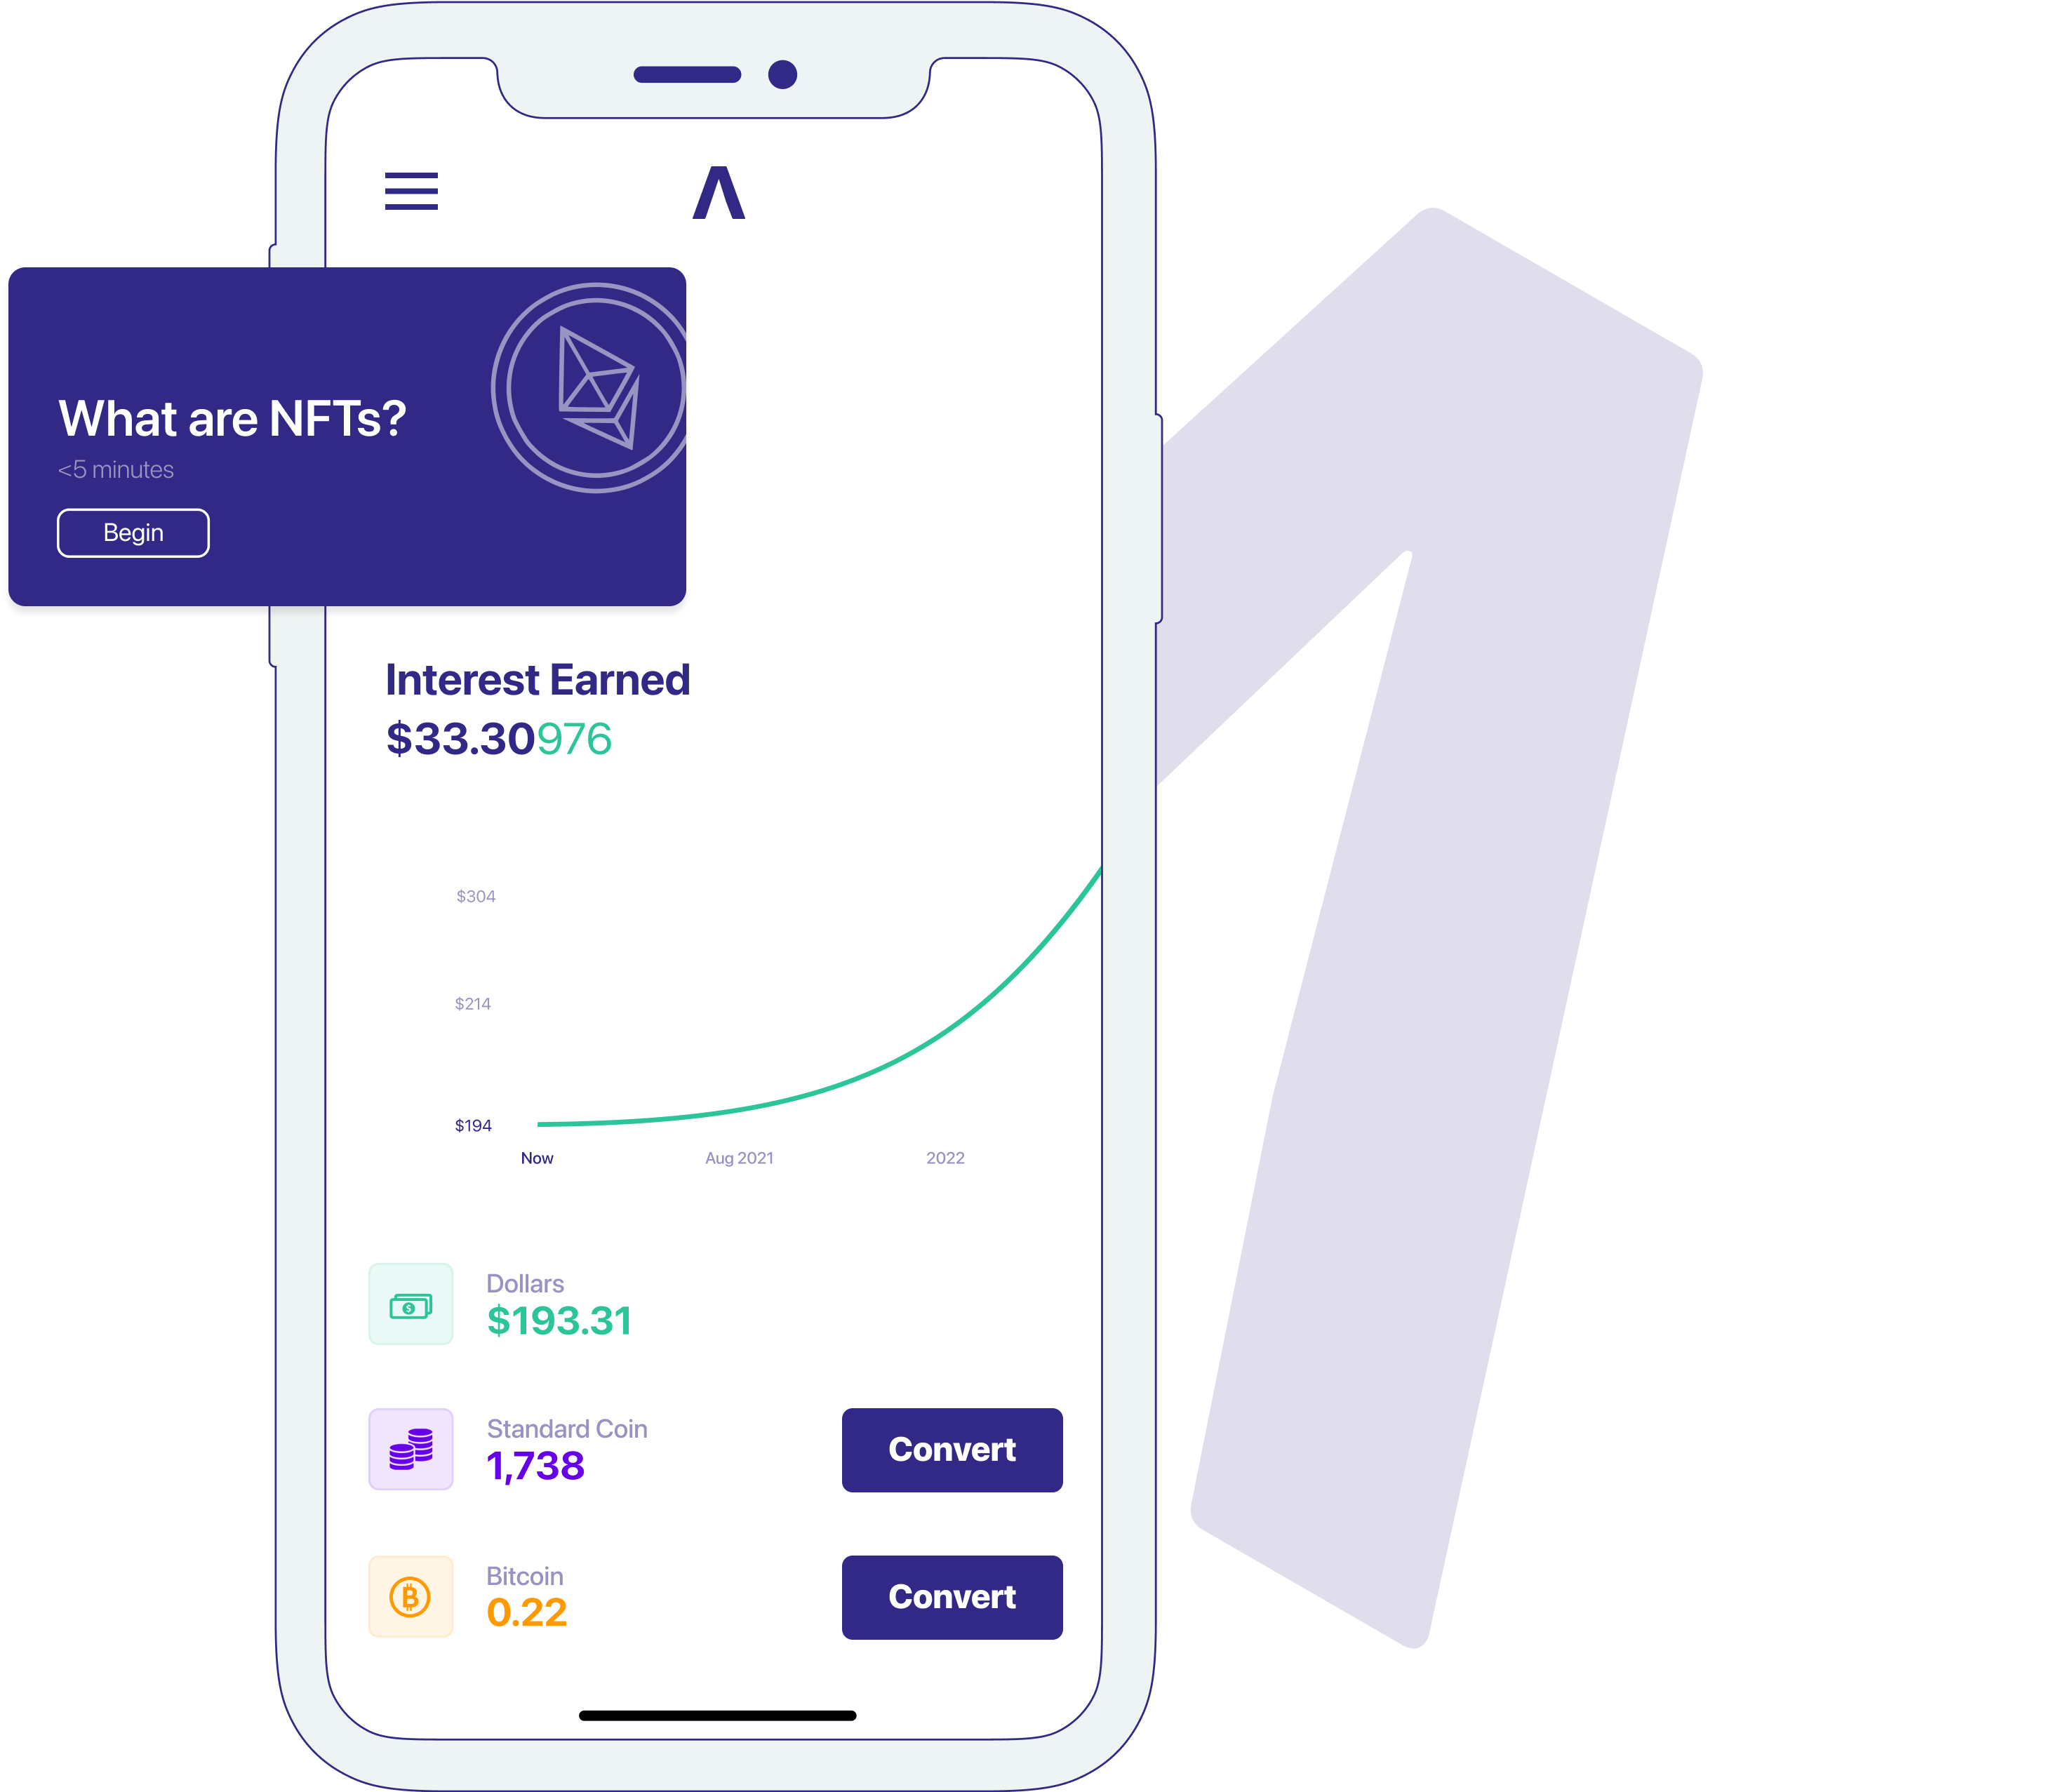 What are NFTs?
<5 minutes
Begin
Interest Earned
$33.30976
$304
$214
$194
Now Aug 2021 2022
Dollars
$193.31
Standard Coin
1,738
Convert
Bitcoin
0.22
Convert